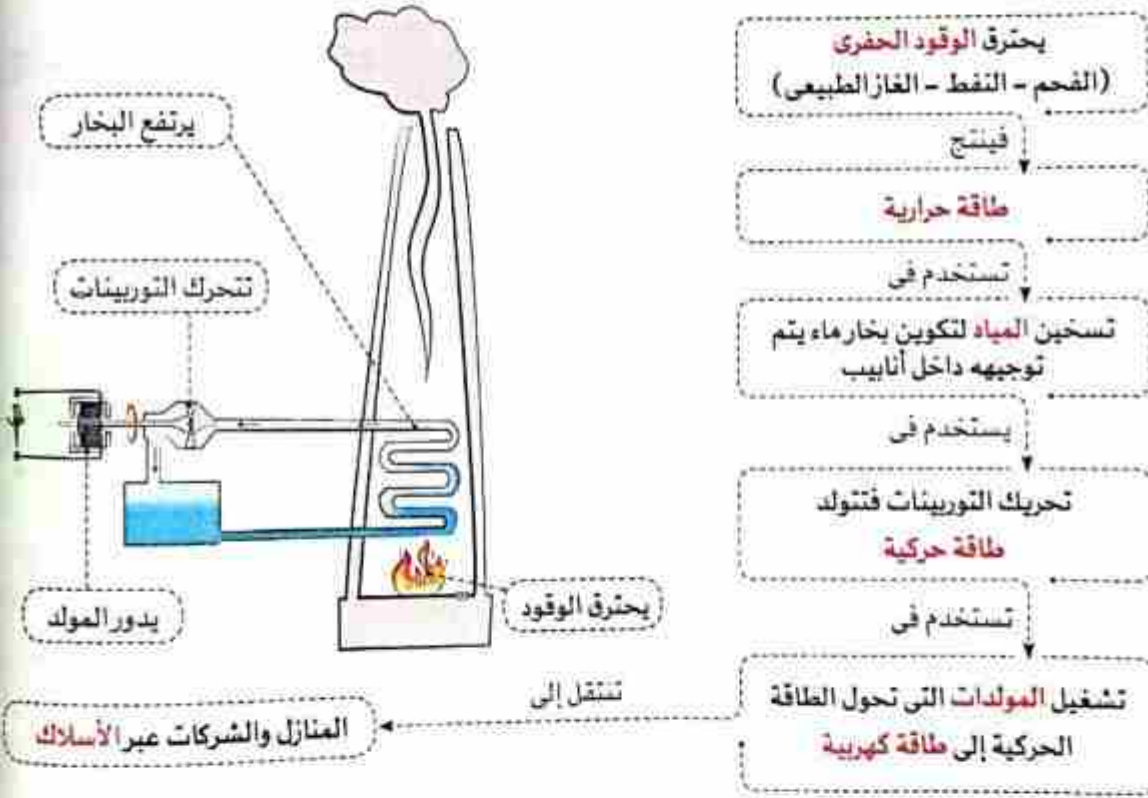 يحترق الوقود الحفرى
(الفحم - النفط - الغاز الطبيعى)
فينتج
طاقة حرارية
تستخدم فى
تسخين المياه لتكوين بخار ماء يتم
توجيهه داخل أنابيب
يستخدم فى
تحريك التوربينات فتتولد
طاقة حركية
تستخدم فى
تشغيل المولدات التى تحول الطاقة
الحركية إلى طاقة كهربية
تنتقل إلى
المنازل والشركات عبر الأسلاك
يرتفع البخار
تتحرك التوربينات
يدور المولد
يحترق الوقود